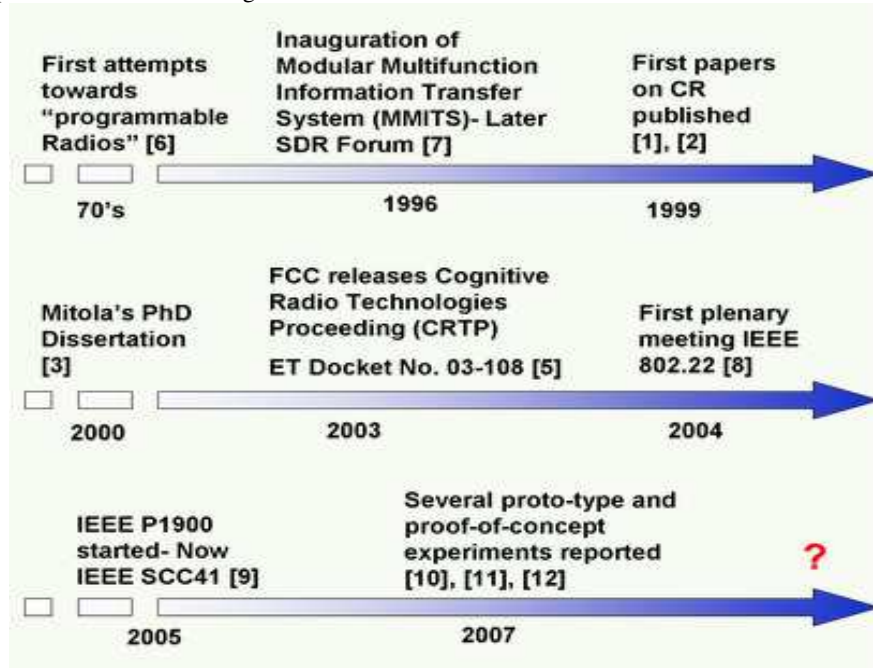 First attempts
towards
“programmable
Radios” [6]
Inauguration of
Modular Multifunction
Information Transfer
System (MMITS)- Later
SDR Forum [7]
First papers
on CR
published
[1], [2]
70's
1996
1999
Mitola's PhD
Dissertation
[3]
FCC releases Cognitive
Radio Technologies
Proceeding (CRTP)
ET Docket No. 03-108 [5]
First plenary
meeting IEEE
802.22 [8]
2000
2003
2004
IEEE P1900
started- Now
IEEE SCC41 [9]
Several proto-type and
proof-of-concept
experiments reported
[10], [11], [12]
?
2005
2007